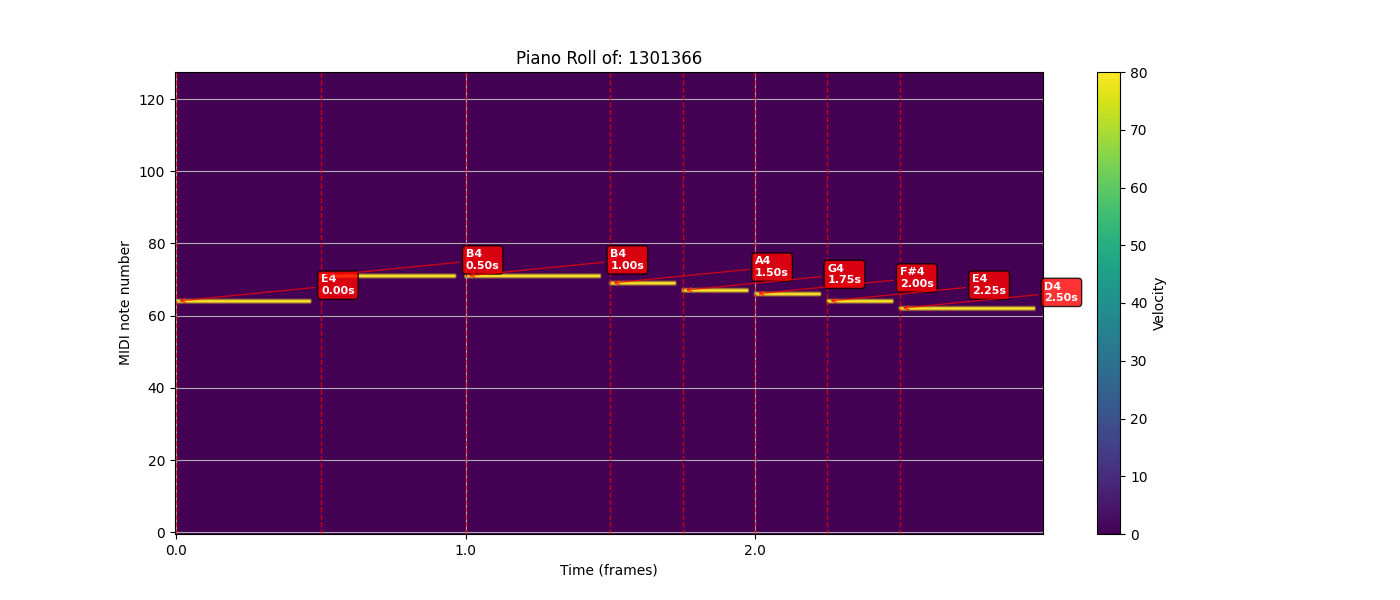 Piano Roll of: 1301366
MIDI note number
120
100
80
60
40
20
0
E4
0.00s
B4
0.50s
B4
1.00s
A4
1.50s
G4
1.75s
F#4
2.00s
E4
2.25s
D4
2.50s
0.0
1.0
2.0
Time (frames)
80
70
60
50
40
30
20
10
0
Velocity